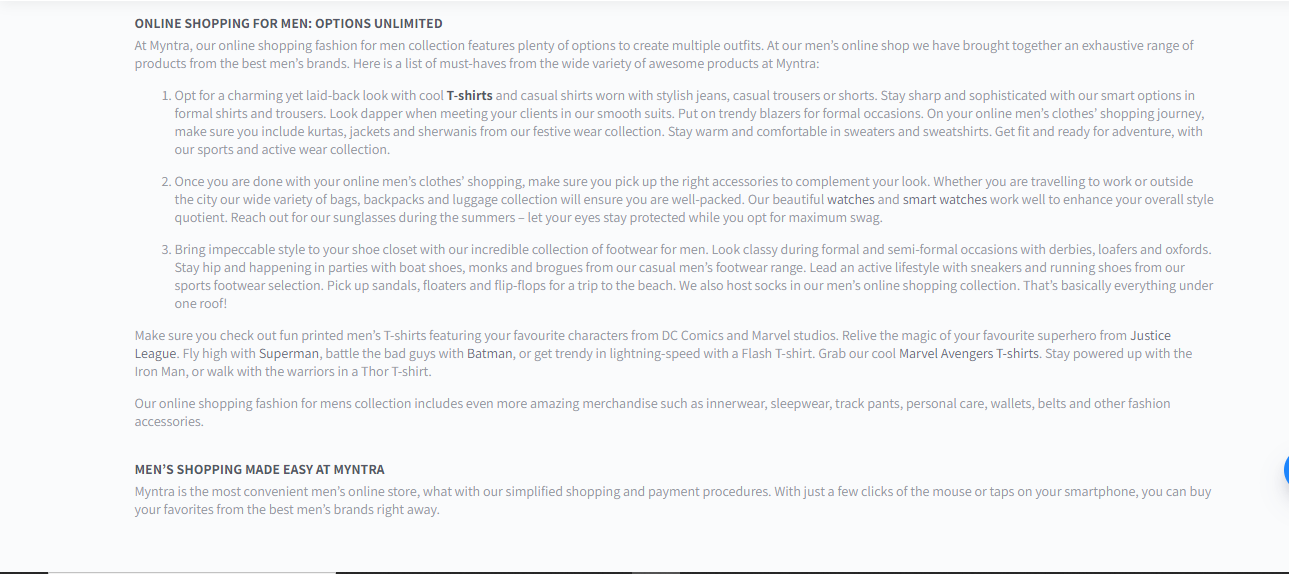 ONLINE SHOPPING FOR MEN: OPTIONS UNLIMITED
At Myntra, our online shopping fashion for men collection features plenty of options to create multiple outfits. At our men’s online shop we have brought together an exhaustive range of
products from the best men’s brands. Here is a list of must-haves from the wide variety of awesome products at Myntra:
1. Opt for a charming yet laid-back look with cool T-shirts and casual shirts worn with stylish jeans, casual trousers or shorts. Stay sharp and sophisticated with our smart options in
formal shirts and trousers. Look dapper when meeting your clients in our smooth suits. Put on trendy blazers for formal occasions. On your online men’s clothes’ shopping journey,
make sure you include kurtas, jackets and sherwanis from our festive wear collection. Stay warm and comfortable in sweaters and sweatshirts. Get fit and ready for adventure, with
our sports and active wear collection.
2. Once you are done with your online men’s clothes’ shopping, make sure you pick up the right accessories to complement your look. Whether you are travelling to work or outside
the city our wide variety of bags, backpacks and luggage collection will ensure you are well-packed. Our beautiful watches and smart watches work well to enhance your overall style
quotient. Reach out for our sunglasses during the summers – let your eyes stay protected while you opt for maximum swag.
3. Bring impeccable style to your shoe closet with our incredible collection of footwear for men. Look classy during formal and semi-formal occasions with derbies, loafers and oxfords.
Stay hip and happening in parties with boat shoes, monks and brogues from our casual men’s footwear range. Lead an active lifestyle with sneakers and running shoes from our
sports footwear selection. Pick up sandals, floaters and flip-flops for a trip to the beach. We also host socks in our men’s online shopping collection. That’s basically everything under
one roof!
Make sure you check out fun printed men’s T-shirts featuring your favourite characters from DC Comics and Marvel studios. Relive the magic of your favourite superhero from Justice
League. Fly high with Superman, battle the bad guys with Batman, or get trendy in lightning-speed with a Flash T-shirt. Grab our cool Marvel Avengers T-shirts. Stay powered up with the
Iron Man, or walk with the warriors in a Thor T-shirt.
Our online shopping fashion for mens collection includes even more amazing merchandise such as innerwear, sleepwear, track pants, personal care, wallets, belts and other fashion
accessories.
MEN’S SHOPPING MADE EASY AT MYNTRA
Myntra is the most convenient men’s online store, what with our simplified shopping and payment procedures. With just a few clicks of the mouse or taps on your smartphone, you can buy
your favorites from the best men’s brands right away.